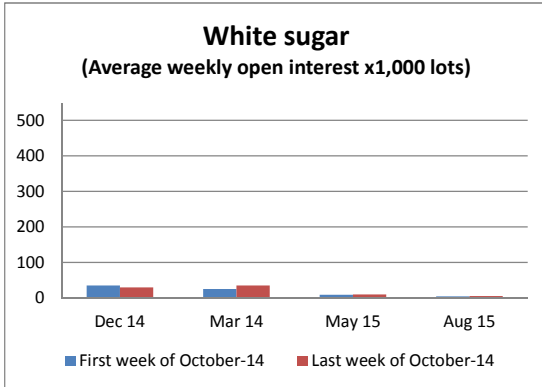 White sugar
(Average weekly open interest x1,000 lots)
500
400
300
200
100
0
Dec 14 Mar 14 May 15 Aug 15
First week of October-14 Last week of October-14